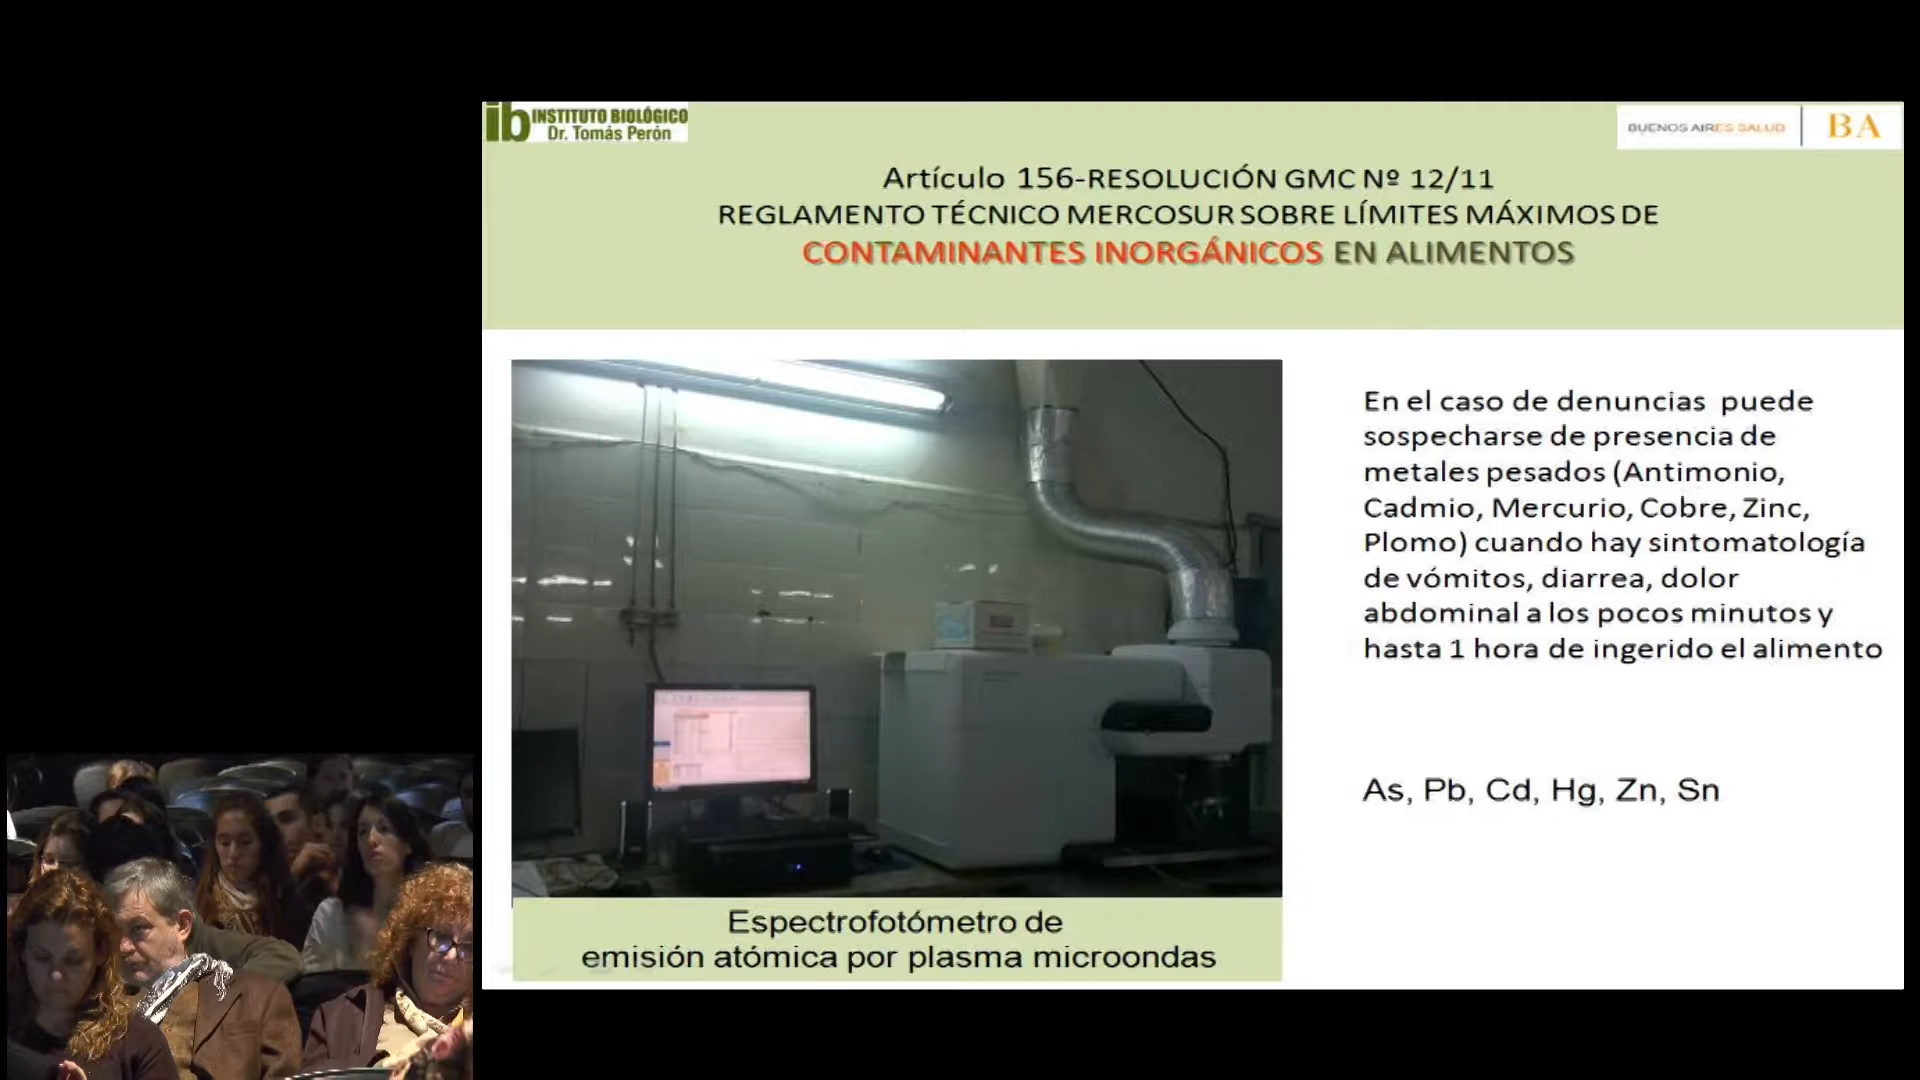 ib INSTITUTO BIOLÓGICO
Dr. Tomás Perón
BUENOS AIRES SALUD BA
Artículo 156-RESOLUCIÓN GMC Nº 12/11
REGLAMENTO TÉCNICO MERCOSUR SOBRE LÍMITES MÁXIMOS DE
CONTAMINANTES INORGÁNICOS EN ALIMENTOS
En el caso de denuncias puede
sospecharse de presencia de
metales pesados (Antimonio,
Cadmio, Mercurio, Cobre, Zinc,
Plomo) cuando hay sintomatología
de vómitos, diarrea, dolor
abdominal a los pocos minutos y
hasta 1 hora de ingerido el alimento
As, Pb, Cd, Hg, Zn, Sn
Espectrofotómetro de
emisión atómica por plasma microondas